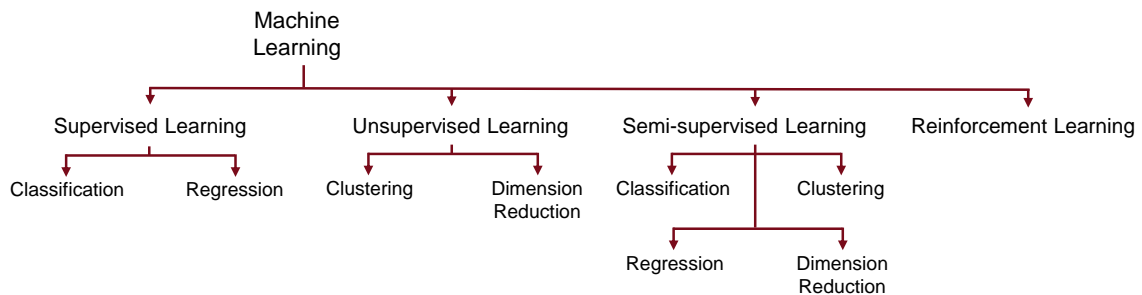 Machine
Learning
Supervised Learning
Unsupervised Learning
Semi-supervised Learning
Reinforcement Learning
Classification
Regression
Clustering
Dimension
Reduction
Classification
Clustering
Regression
Dimension
Reduction